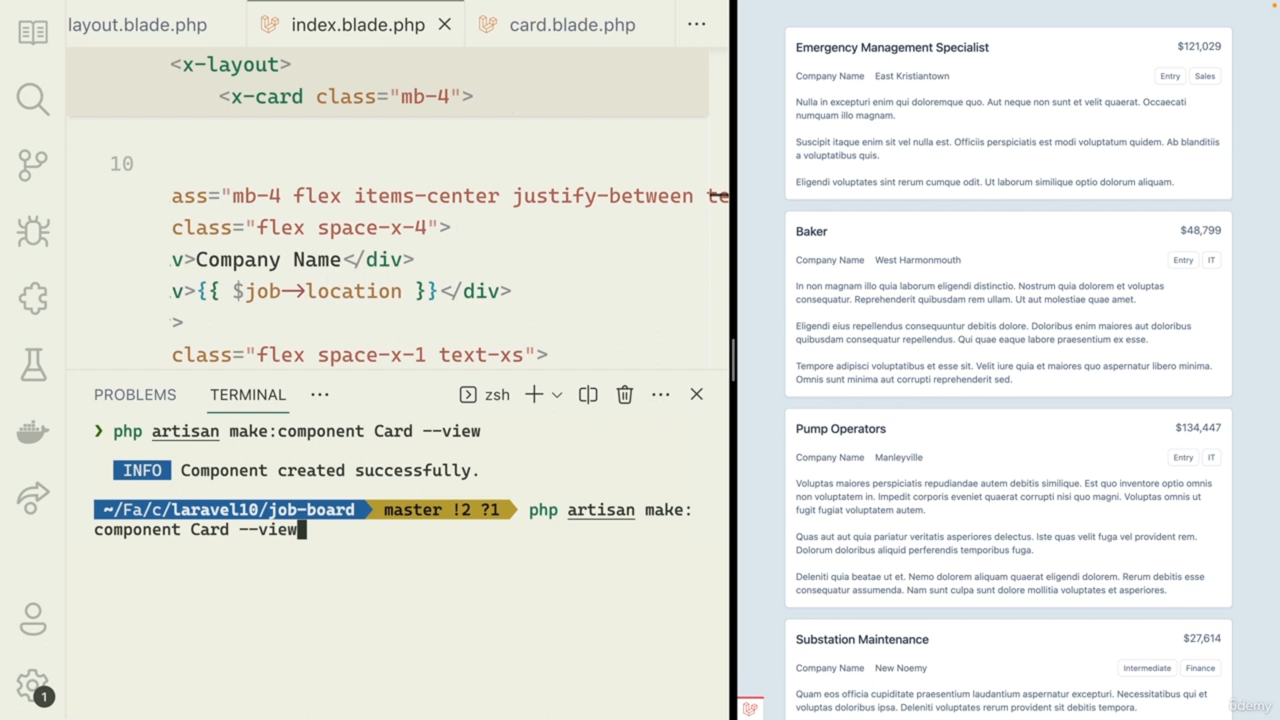 layout.blade.php index.blade.php card.blade.php
<x-layout>
<x-card class="mb-4">
10
ass="mb-4 flex items-center justify-between te
class="flex space-x-4">
v>Company Name</div>
v>{{ $job->location }}</div>
>
class="flex space-x-1 text-xs">
PROBLEMS TERMINAL zsh
❯ php artisan make:component Card --view
INFO Component created successfully.
~/Fa/c/laravel10/job-board master !2 ?1 php artisan make:
component Card --view
1
Emergency Management Specialist $121,029
Company Name East Kristiantown Entry Sales
Nulla in excepturi enim qui doloremque quo. Aut neque non sunt et velit quaerat. Occaecati
numquam illo magnam.
Suscipit itaque enim sit vel nulla est. Officiis perspiciatis est modi voluptatum quidem. Ab blanditiis
a voluptatibus quis.
Eligendi voluptates sint rerum cumque odit. Ut laborum similique optio dolorum aliquam.
Baker $48,799
Company Name West Harmonmouth Entry IT
In non magnam illo quia laborum eligendi distinctio. Nostrum quia dolorem et voluptas
consequatur. Reprehenderit quibusdam rem ullam. Ut aut molestiae quae amet.
Eligendi eius repellendus consequuntur debitis dolore. Doloribus enim maiores aut doloribus
quibusdam consequatur repellendus. Qui quae eaque labore praesentium ex esse.
Tempore adipisci voluptatibus et esse sit. Velit iure quia et maiores quo aspernatur libero minima.
Omnis sunt minima aut corrupti reprehenderit sed.
Pump Operators $134,447
Company Name Manleyville Entry IT
Voluptas maiores perspiciatis repudiandae autem debitis similique. Est quo inventore optio omnis
non voluptatem in. Impedit corporis eveniet quaerat corrupti nisi quo magni. Voluptas omnis ut
fugit fugiat voluptatem autem.
Quas aut aut quia pariatur veritatis asperiores delectus. Iste quas velit fuga vel provident rem.
Dolorum doloribus aliquid perferendis temporibus fuga.
Deleniti quia beatae ut et. Nemo dolorem aliquam quaerat eligendi dolorem. Rerum debitis esse
consequatur assumenda. Nam sunt culpa sunt dolore mollitia voluptates et asperiores.
Substation Maintenance $27,614
Company Name New Noemy Intermediate Finance
Quam eos officia cupiditate praesentium laudantium aspernatur excepturi. Necessitatibus qui et
voluptates doloribus ipsa. Deleniti voluptates rerum provident sit debitis tempora.
ûdemy